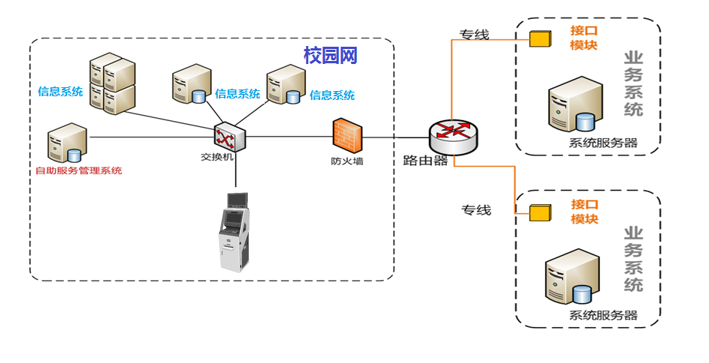 校园网
信息系统
信息系统
信息系统
自助服务管理系统
交换机
防火墙
路由器
专线
接口
模块
业务系统
系统服务器
专线
接口
模块
业务系统
系统服务器